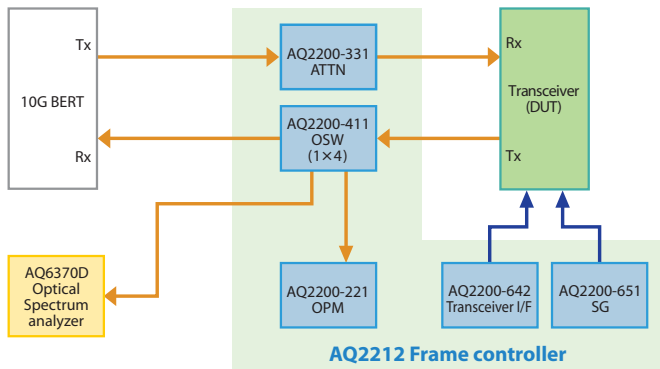 Tx
10G BERT
Rx
AQ2200-331
ATTN
AQ2200-411
OSW
(1×4)
Rx
Transceiver
(DUT)
Tx
AQ6370D
Optical
Spectrum
analyzer
AQ2200-221
OPM
AQ2200-642
Transceiver I/F
AQ2200-651
SG
AQ2212 Frame controller